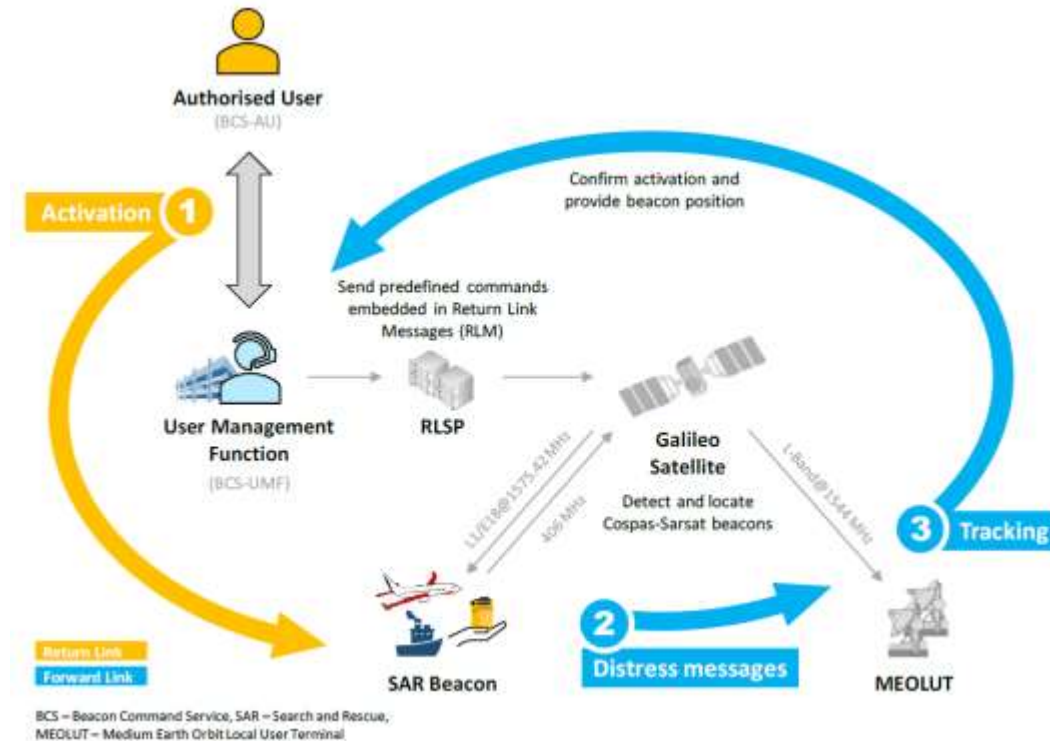 Authorised User
(BCS-AU)
Activation
1
Confirm activation and
provide beacon position
Send predefined commands
embedded in Return Link
Messages (RLM)
User Management
Function
(BCS-UMF)
RLSP
Galileo
Satellite
Detect and locate
Cospas-Sarsat beacons
L1/E1B@1575.42 MHz
406 MHz
L-Band@1544 MHz
3
Tracking
2
Distress messages
SAR Beacon
MEOLUT
Return Link
Forward Link
BCS – Beacon Command Service, SAR – Search and Rescue,
MEOLUT – Medium Earth Orbit Local User Terminal